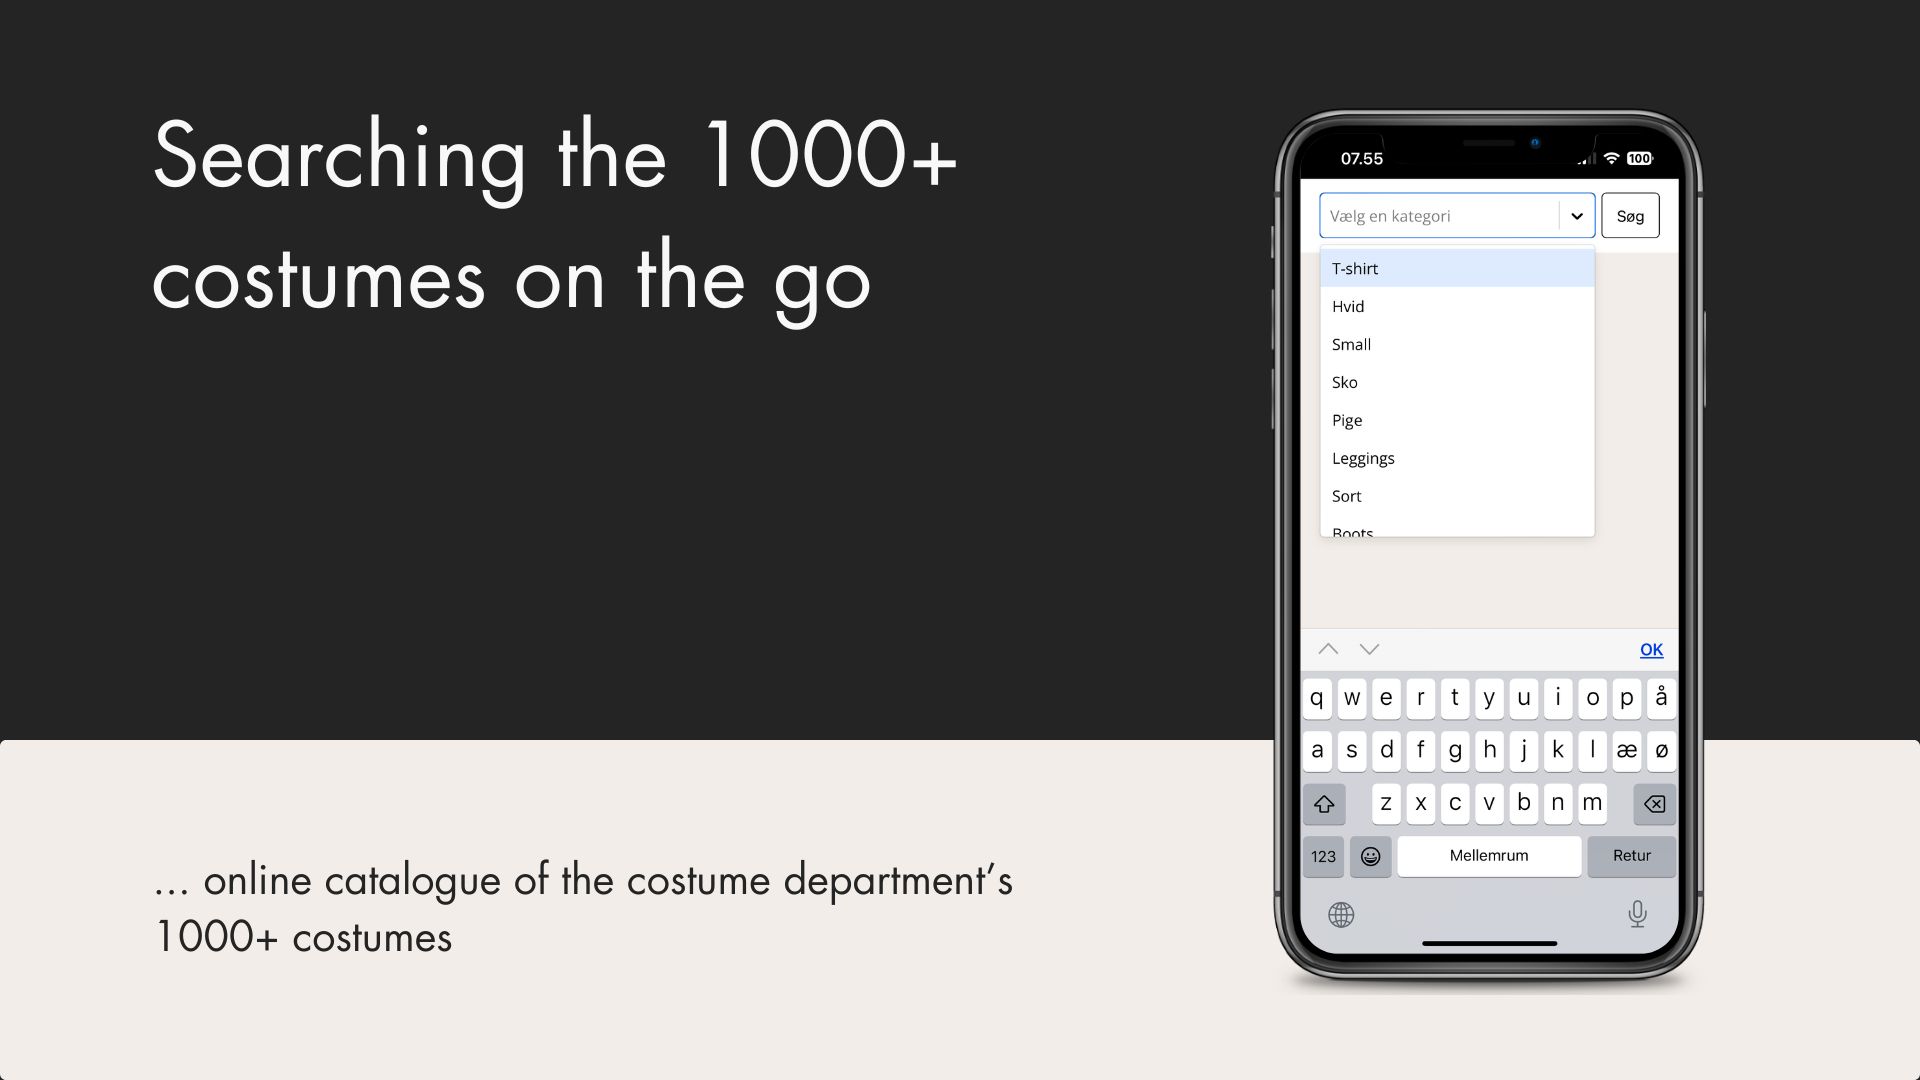 Searching the 1000+
costumes on the go
... online catalogue of the costume department’s
1000+ costumes
07.55
100
Vælg en kategori
Søg
T-shirt
Hvid
Small
Sko
Pige
Leggings
Sort
Boots
OK
q w e r t y u i o p å
a s d f g h j k l æ ø
z x c v b n m
123 Mellemrum Retur